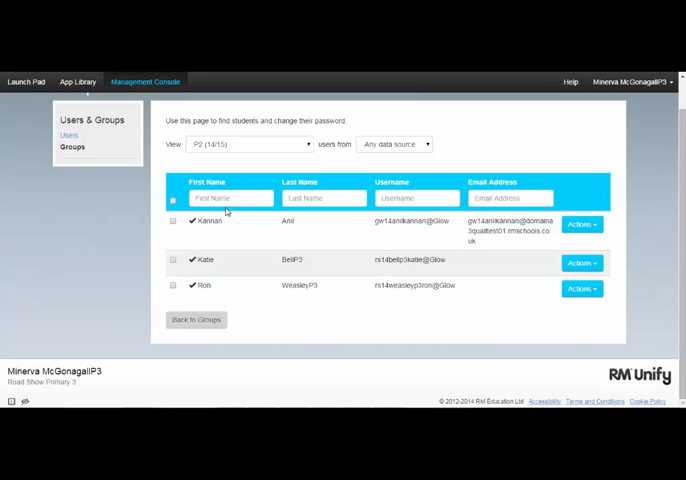 Launch Pad App Library Management Console Help Minerva McGonagallP3
Users & Groups
Users
Groups
Use this page to find students and change their password.
View P2 (14/15) users from Any data source
First Name Last Name Username Email Address
First Name Last Name Username Email Address
Kannan Anil gw14anilkannan@Glow gw14anilkannan@domaina
3quailtest01.rmschools.co
uk
Actions
Katie BellP3 rs14bellp3katie@Glow Actions
Ron WeasleyP3 rs14weasleyp3ron@Glow Actions
Back to Groups
Minerva McGonagallP3
Road Show Primary 3
RM Unify
© 2012-2014 RM Education Ltd Accessibility Terms and Conditions Cookie Policy